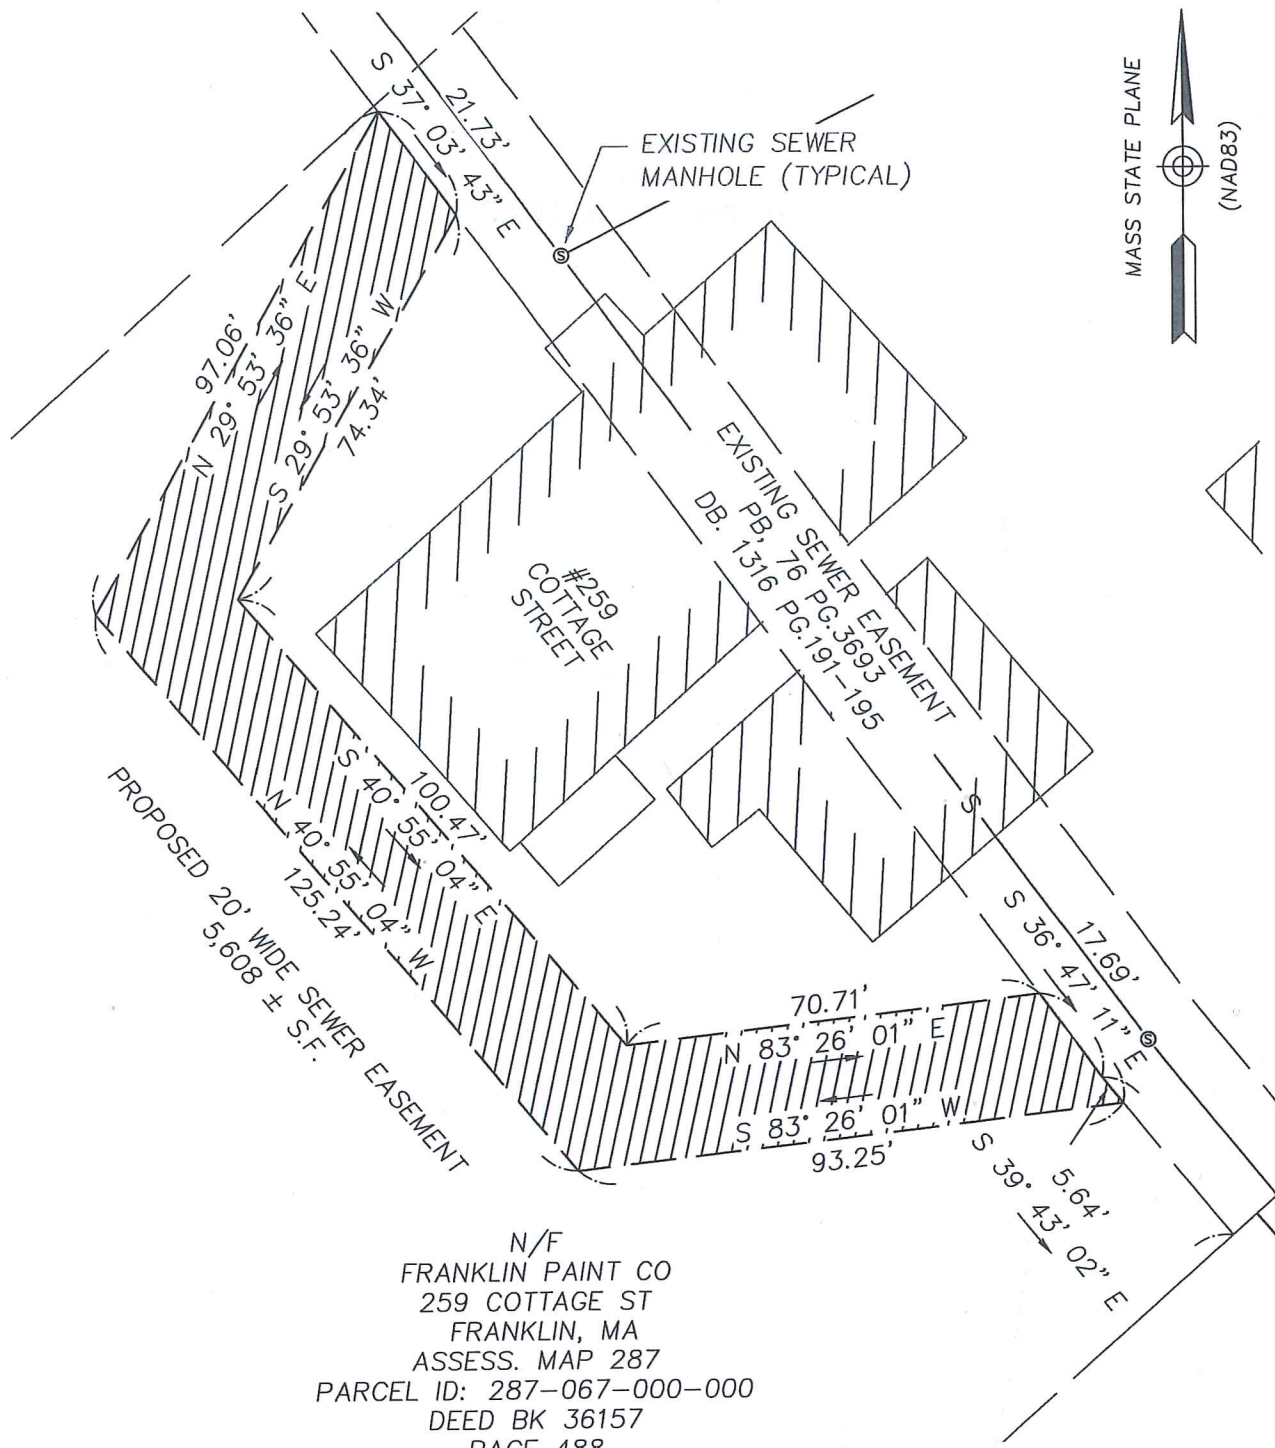 S 37° 03' 43" E
21.73'
EXISTING SEWER
MANHOLE (TYPICAL)
S
MASS STATE PLANE
(NAD83)
97.06'
N 29° 53' 36" E
S 29° 53' 36" W
74.34'
EXISTING SEWER EASEMENT
PB, 76 PG.3693
DB. 1316 PG.191-195
#259
COTTAGE
STREET
S
100.47'
S 40° 55' 04" E
N 40° 55' 04" W
125.24'
PROPOSED 20' WIDE SEWER EASEMENT
5,608 ± S.F.
17.69'
S 36° 47' 11" E
S
70.71'
N 83° 26' 01" E
S 83° 26' 01" W
93.25'
5.64'
S 39° 43' 02" E
N/F
FRANKLIN PAINT CO
259 COTTAGE ST
FRANKLIN, MA
ASSESS. MAP 287
PARCEL ID: 287-067-000-000
DEED BK 36157
PAGE 488